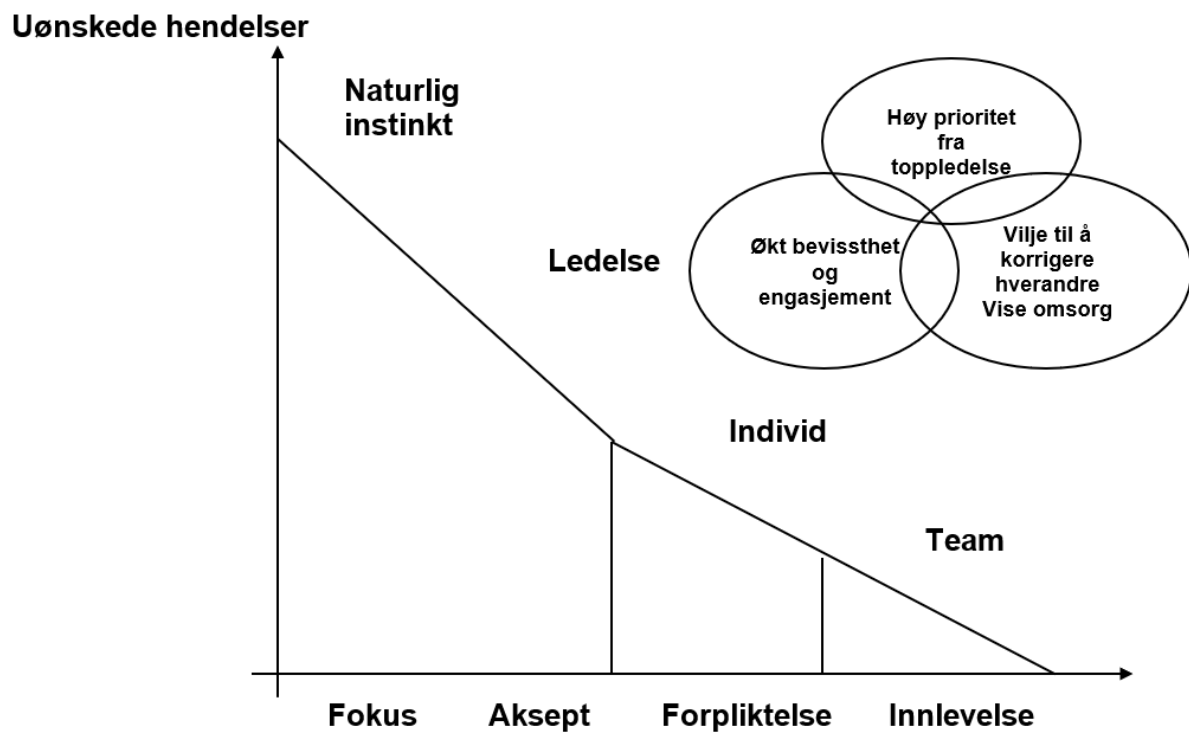 Uønskede hendelser
Naturlig
instinkt
Høy prioritet
fra
toppledelse
Ledelse
Økt bevissthet
og
engasjement
Vilje til å
korrigere
hverandre
Vise omsorg
Individ
Team
Fokus
Aksept
Forpliktelse
Innlevelse